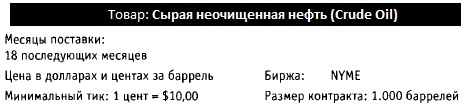 Товар: Сырая неочищенная нефть (Crude Oil)
Месяцы поставки:
18 последующих месяцев
Цена в долларах и центах за баррель Биржа: NYME
Минимальный тик: 1 цент = $10,00 Размер контракта: 1.000 баррелей